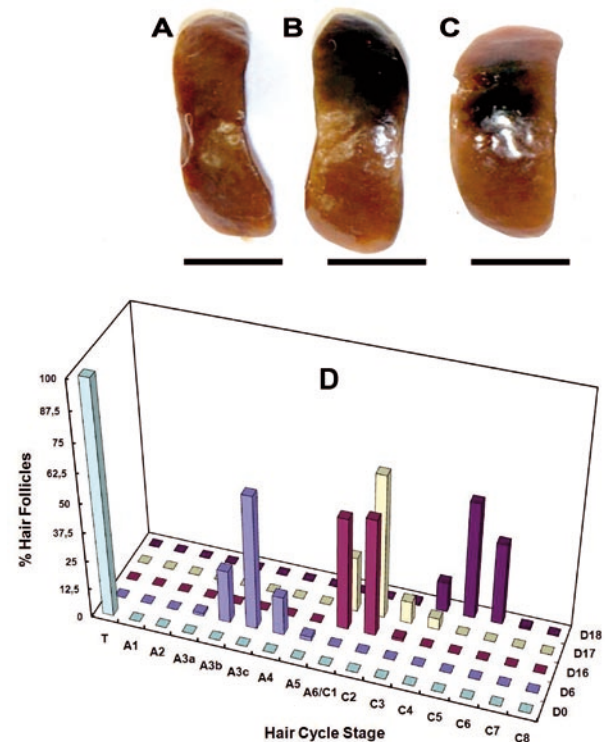 A B C
D
% Hair Follicles
100
87,5
75
62,5
50
37,5
25
12,5
0
T A1 A2 A3a A3b A3c A4 A5 A6/C1 C2 C3 C4 C5 C6 C7 C8
D18
D17
D16
D6
D0
Hair Cycle Stage